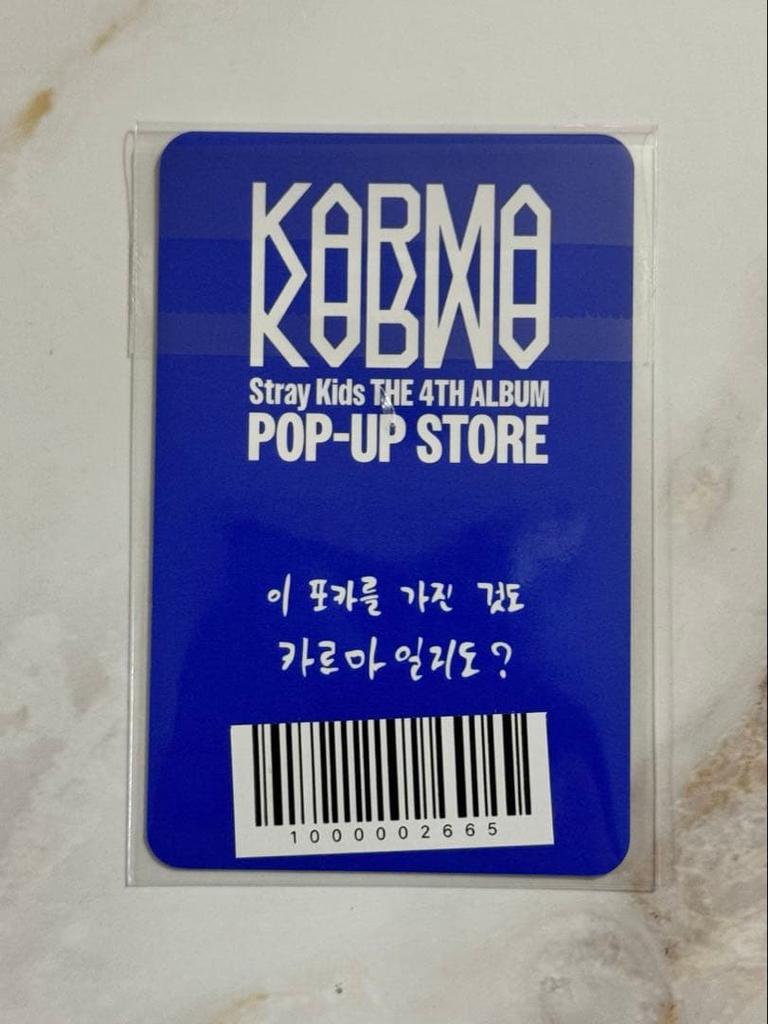 KARMA
Stray Kids THE 4TH ALBUM
POP-UP STORE
이 포카를 가진 것도
카르마 일리도?
1000002665